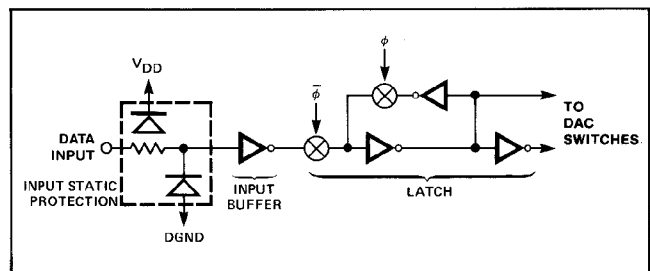 ϕ
V_DD
ϕ̅
DATA
INPUT
TO
DAC
SWITCHES
INPUT STATIC
PROTECTION
INPUT
BUFFER
LATCH
DGND